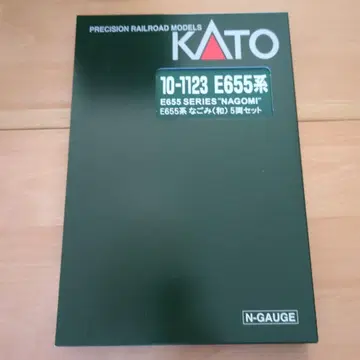 PRECISION RAILROAD MODELS
KATO
10-1123 E655系
E655 SERIES "NAGOMI"
E655系 なごみ(和) 5両セット
N-GAUGE